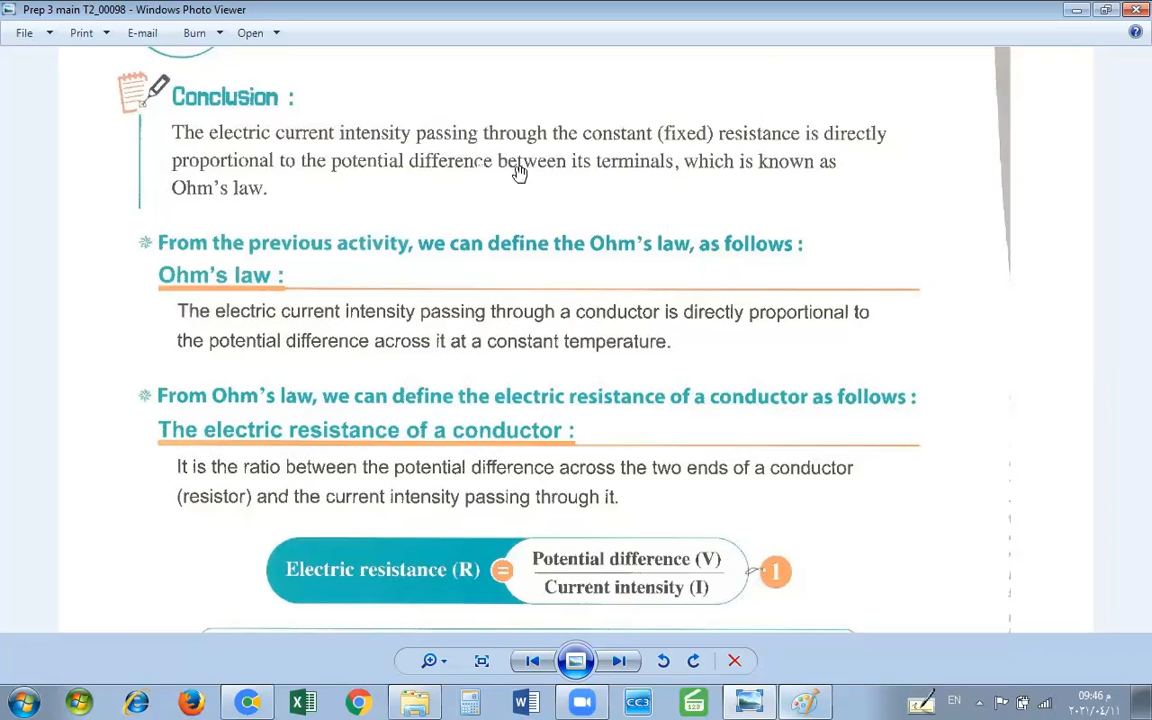 Prep 3 main T2_00098 - Windows Photo Viewer
File Print E-mail Burn Open
Conclusion :
The electric current intensity passing through the constant (fixed) resistance is directly
proportional to the potential difference between its terminals, which is known as
Ohm's law.
From the previous activity, we can define the Ohm's law, as follows :
Ohm's law :
The electric current intensity passing through a conductor is directly proportional to
the potential difference across it at a constant temperature.
From Ohm's law, we can define the electric resistance of a conductor as follows :
The electric resistance of a conductor :
It is the ratio between the potential difference across the two ends of a conductor
(resistor) and the current intensity passing through it.
Electric resistance (R) = Potential difference (V)
Current intensity (I)
1
CC3
123
EN
09:46 م
٢٠٢١/٠٤/١١